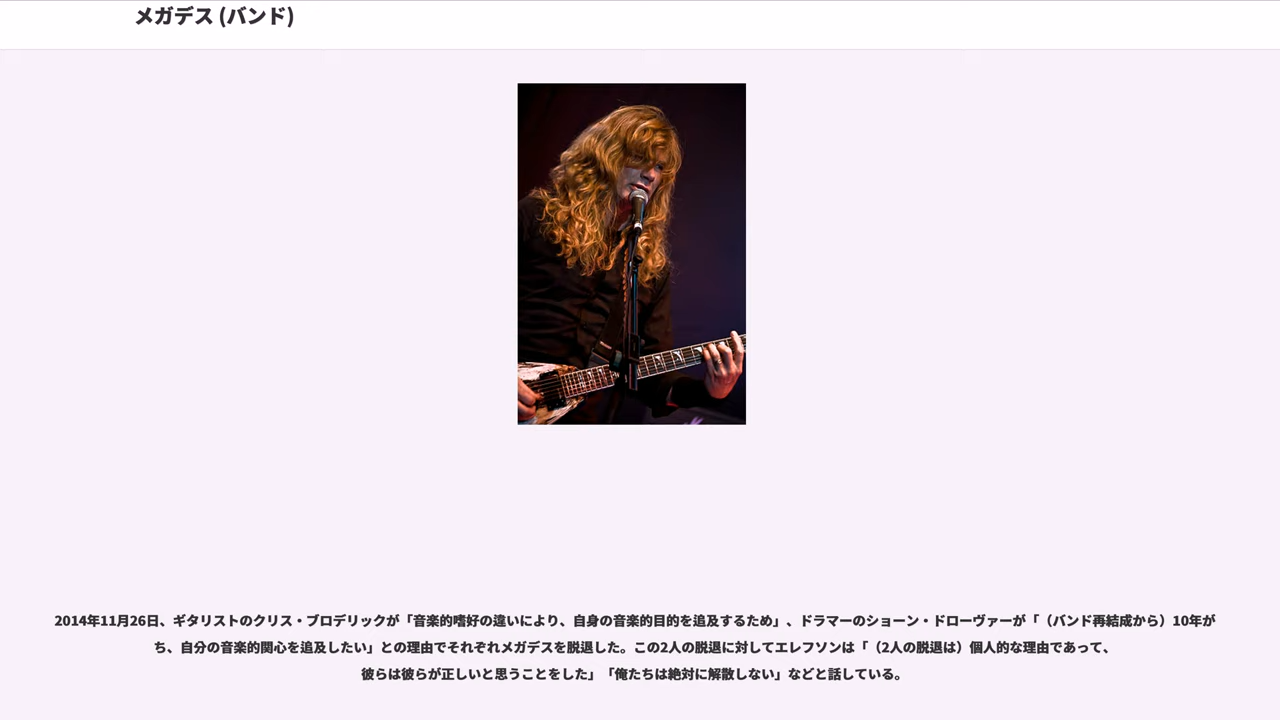 メガデス (バンド)
2014年11月26日、ギタリストのクリス・ブロデリックが「音楽的嗜好の違いにより、自身の音楽的目的を追及するため」、ドラマーのショーン・ドローヴァーが「（バンド再結成から）10年が
ち、自分の音楽的関心を追及したい」との理由でそれぞれメガデスを脱退した。この2人の脱退に対してエレフソンは「（2人の脱退は）個人的な理由であって、
彼らは彼らが正しいと思うことをした」「俺たちは絶対に解散しない」などと話している。